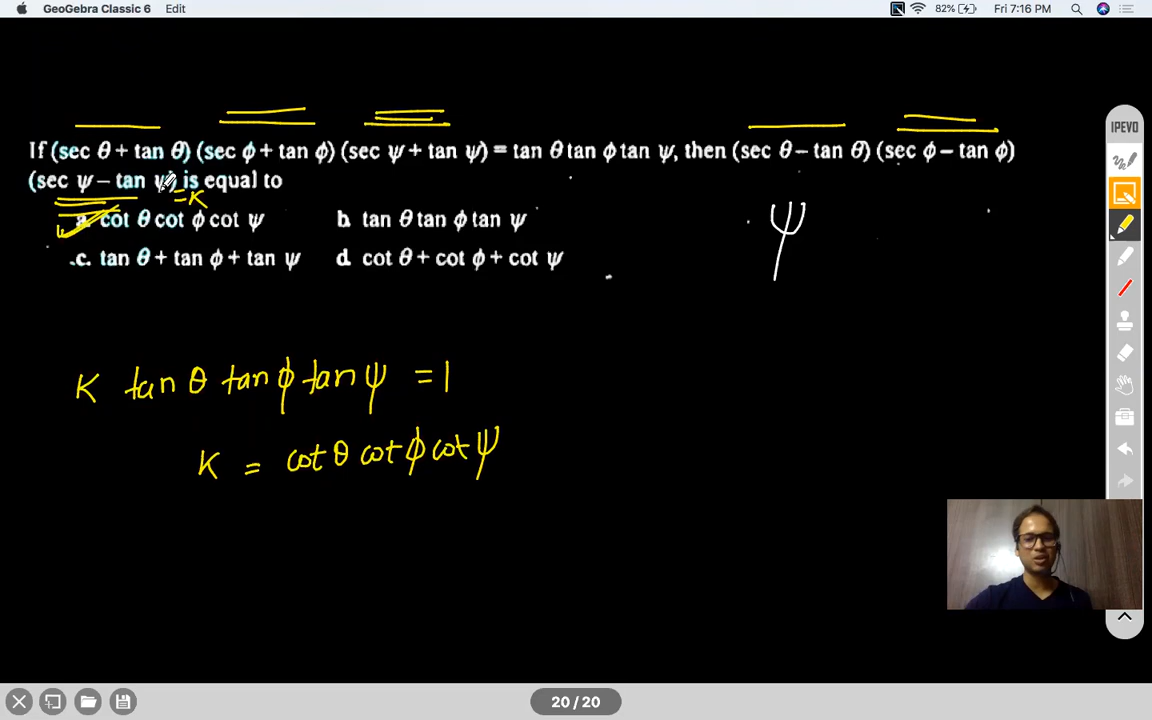 GeoGebra Classic 6 Edit 82% Fri 7:16 PM
If (sec θ + tan θ) (sec ϕ + tan ϕ) (sec ψ + tan ψ) = tan θ tan ϕ tan ψ, then (sec θ – tan θ) (sec ϕ – tan ϕ)
(sec ψ – tan ψ) is equal to
= K
a. cot θ cot ϕ cot ψ b. tan θ tan ϕ tan ψ
ψ
.c. tan θ + tan ϕ + tan ψ d. cot θ + cot ϕ + cot ψ
K tan θ tan ϕ tan ψ = 1
K = cot θ cot ϕ cot ψ
IPEVO
20 / 20